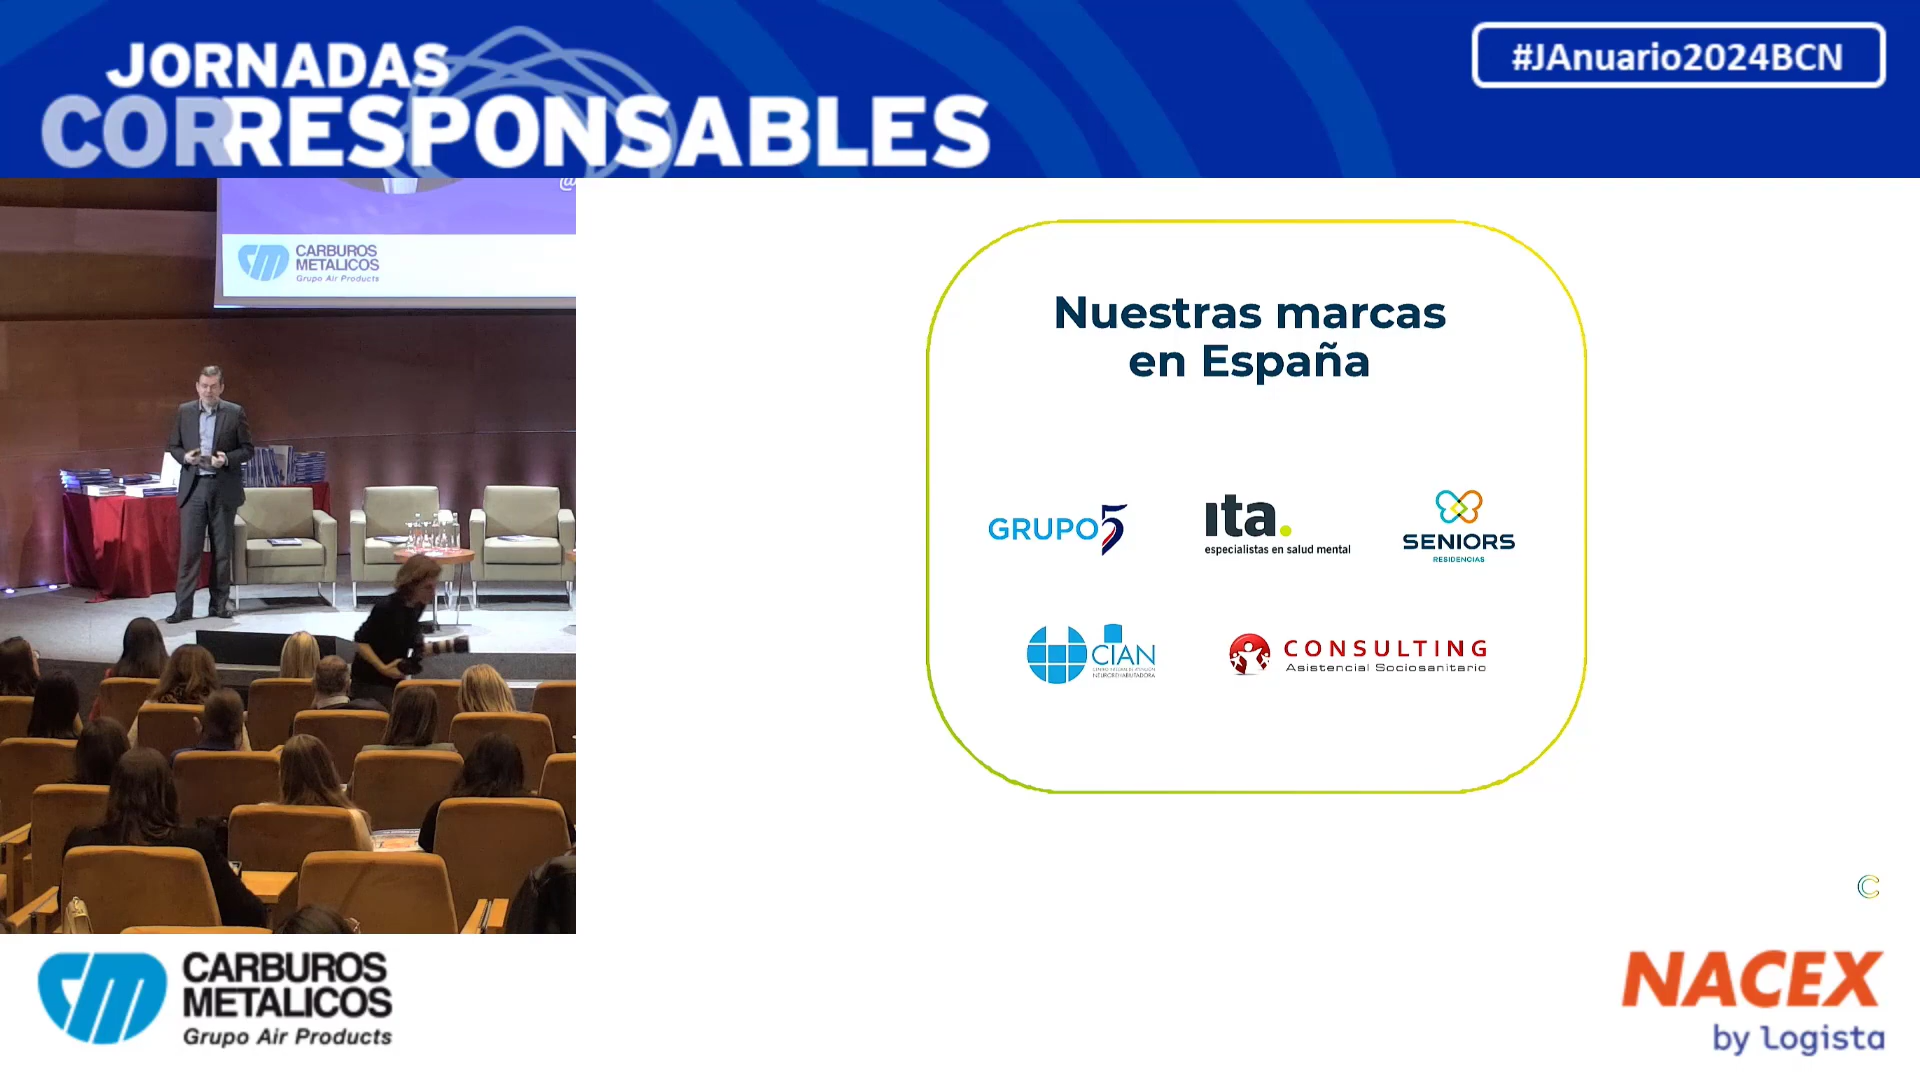 JORNADAS
CORRESPONSABLES
#JAnuario2024BCN
@
CARBUROS
METALICOS
Grupo Air Products
Nuestras marcas
en España
GRUPO5
ita.
especialistas en salud mental
SENIORS
RESIDENCIAS
CIAN
NEUROREHABILITADORA
CONSULTING
Asistencial Sociosanitario
C
CARBUROS
METALICOS
Grupo Air Products
NACEX
by Logista